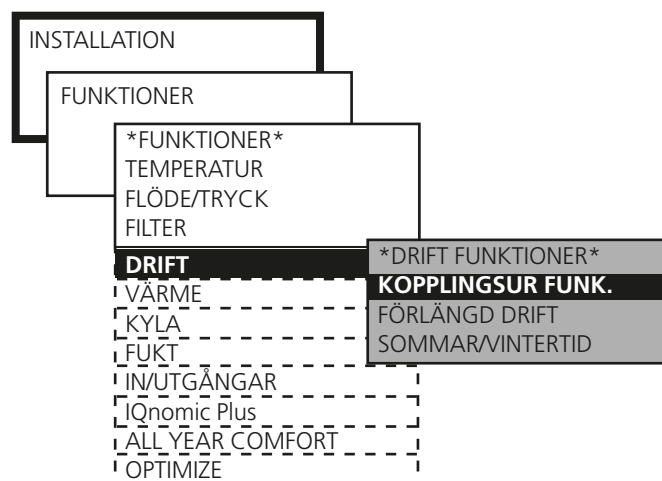 INSTALLATION
FUNKTIONER
*FUNKTIONER*
TEMPERATUR
FLÖDE/TRYCK
FILTER
DRIFT
VÄRME
KYLA
FUKT
IN/UTGÅNGAR
IQnomic Plus
ALL YEAR COMFORT
OPTIMIZE
*DRIFT FUNKTIONER*
KOPPLINGSUR FUNK.
FÖRLÄNGD DRIFT
SOMMAR/VINTERTID